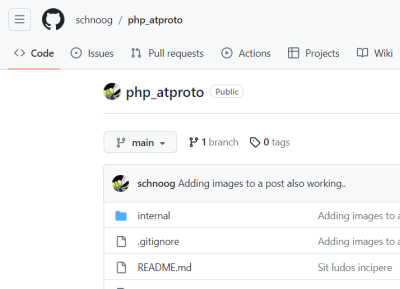 schnoog / php_atproto
Code Issues Pull requests Actions Projects Wiki
php_atproto Public
main 1 branch 0 tags
schnoog Adding images to a post also working..
internal Adding images to a
.gitignore Adding images to a
README.md Sit ludos incipere